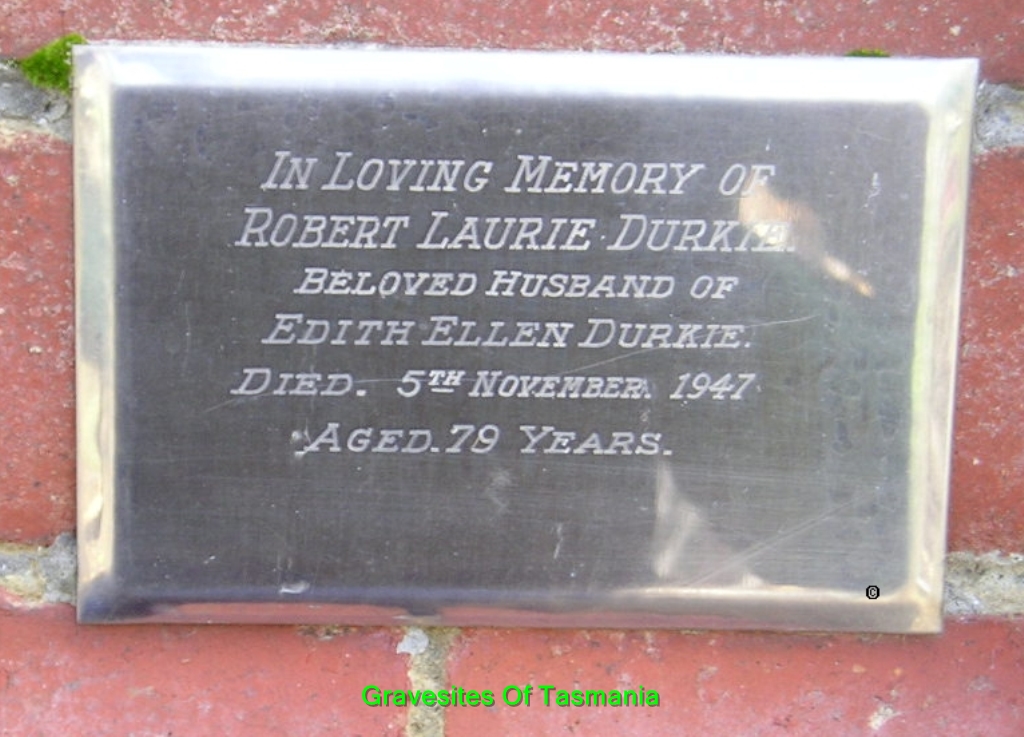 IN LOVING MEMORY OF
ROBERT LAURIE DURKIE.
BELOVED HUSBAND OF
EDITH ELLEN DURKIE.
DIED. 5TH NOVEMBER. 1947
AGED. 79 YEARS.
©
Gravesites Of Tasmania